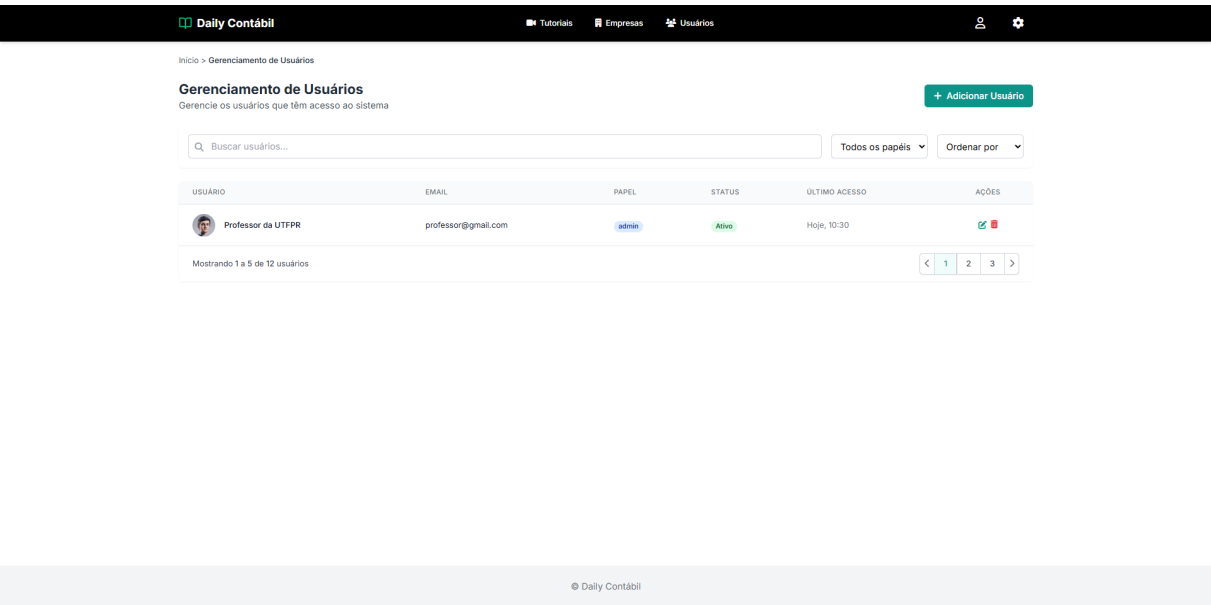 Daily Contábil Tutoriais Empresas Usuários
Início > Gerenciamento de Usuários
Gerenciamento de Usuários
Gerencie os usuários que têm acesso ao sistema
+ Adicionar Usuário
Buscar usuários... Todos os papéis Ordenar por
USUÁRIO EMAIL PAPEL STATUS ÚLTIMO ACESSO AÇÕES
Professor da UTFPR professor@gmail.com admin Ativo Hoje, 10:30
Mostrando 1 a 5 de 12 usuários < 1 2 3 >
© Daily Contábil